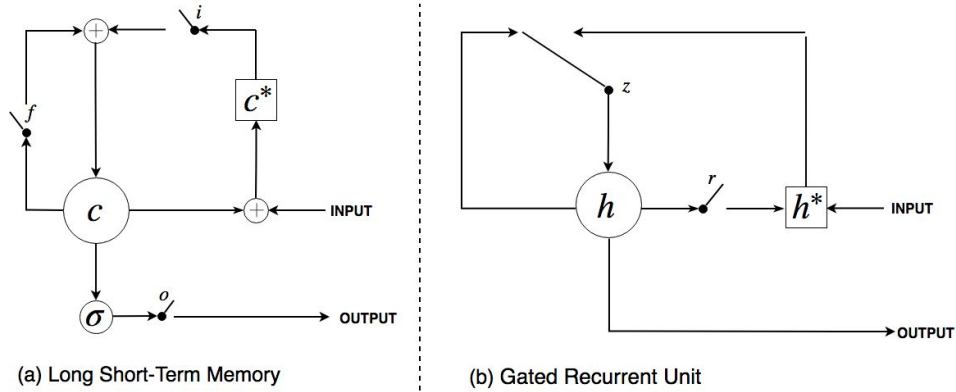 i
+
f
c*
c
+
INPUT
σ
o
OUTPUT
(a) Long Short-Term Memory
z
h
r
h*
INPUT
OUTPUT
(b) Gated Recurrent Unit